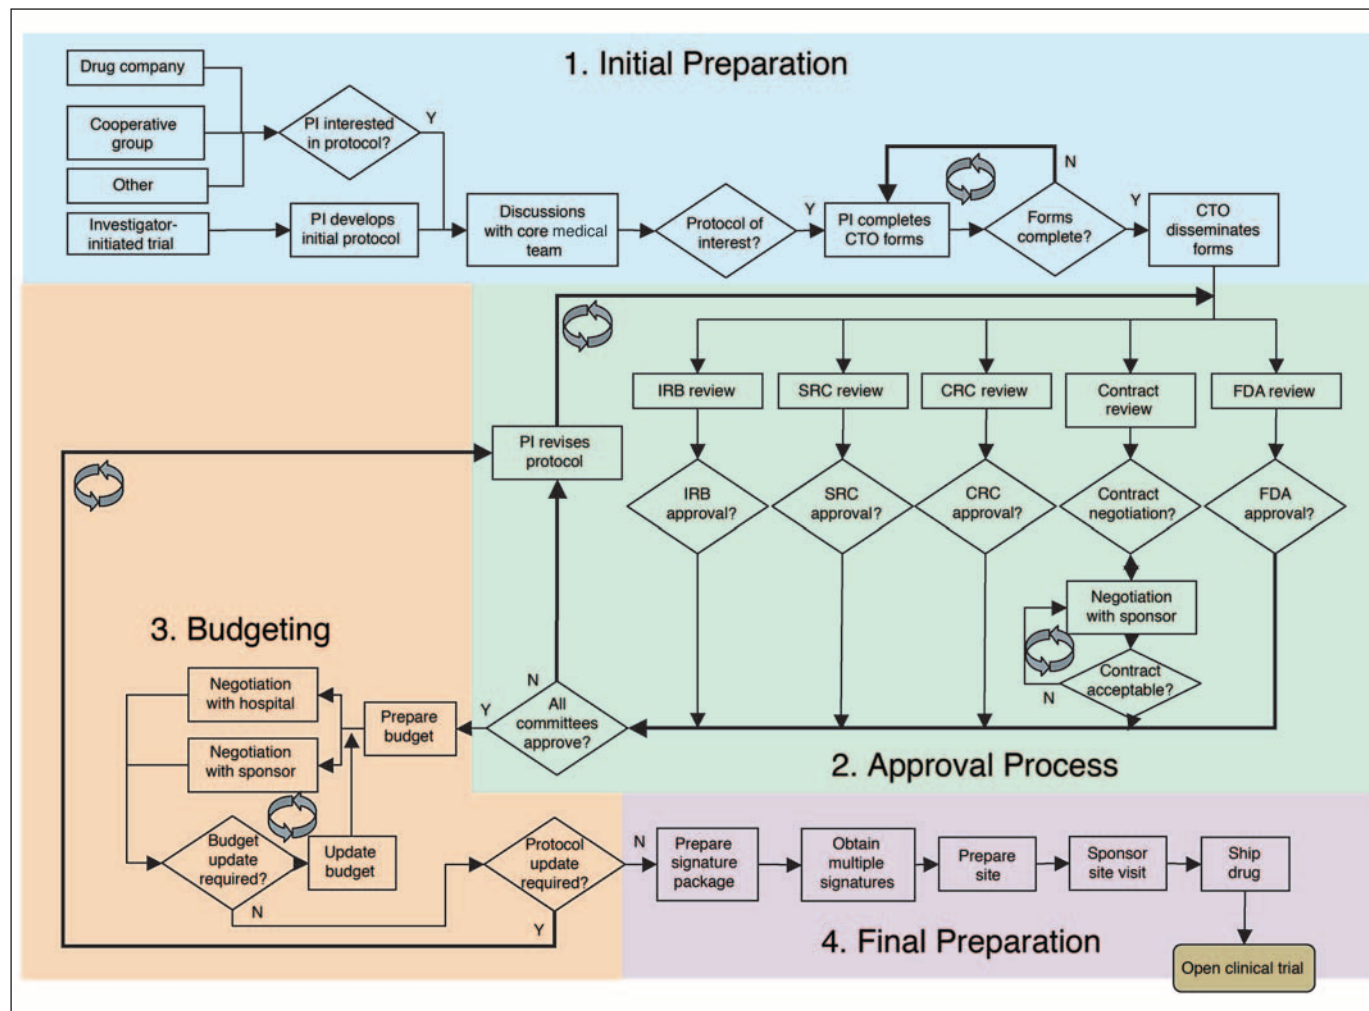 1. Initial Preparation
Drug company
Cooperative
group
Other
Investigator-
initiated trial
PI interested
in protocol?
Y
PI develops
initial protocol
Discussions
with core medical
team
Protocol of
interest?
Y
PI completes
CTO forms
N
Forms
complete?
Y
CTO
disseminates
forms
IRB review
SRC review
CRC review
Contract
review
FDA review
PI revises
protocol
IRB
approval?
SRC
approval?
CRC
approval?
Contract
negotiation?
FDA
approval?
Negotiation
with sponsor
Contract
acceptable?
N
N
All
committees
approve?
Y
2. Approval Process
3. Budgeting
Prepare
budget
Negotiation
with hospital
Negotiation
with sponsor
Budget
update
required?
Update
budget
N
Protocol
update
required?
Y
N
Prepare
signature
package
Obtain
multiple
signatures
Prepare
site
Sponsor
site visit
Ship
drug
4. Final Preparation
Open clinical trial